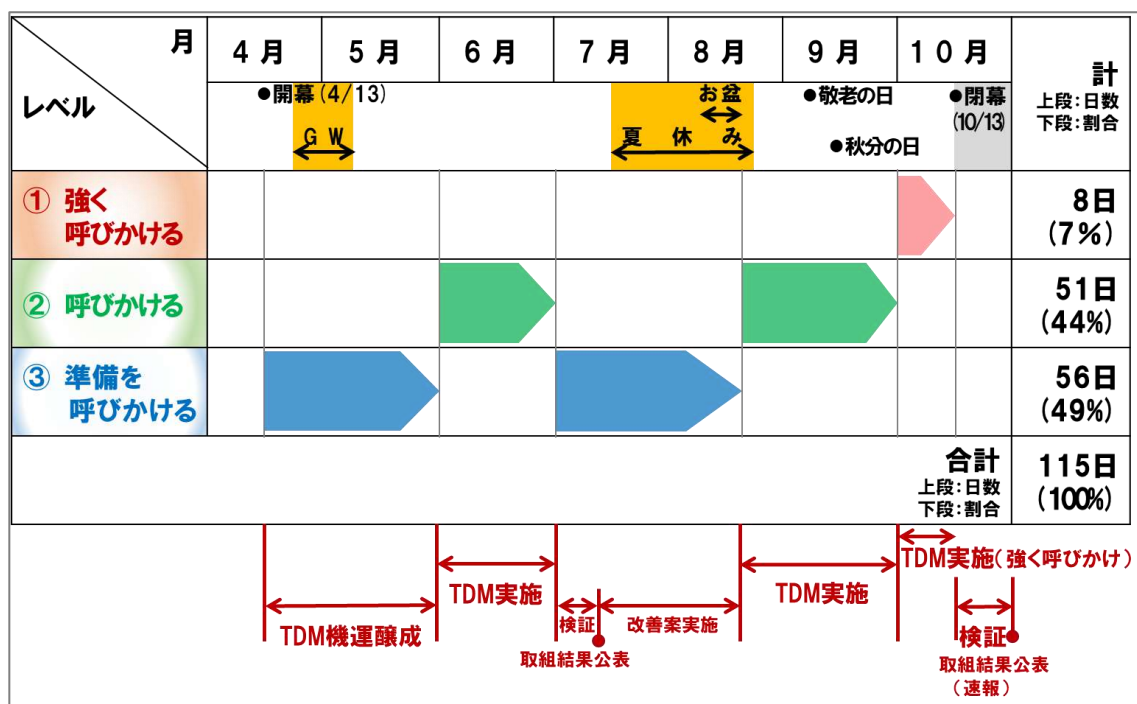 月
レベル
4月
5月
6月
7月
8月
9月
10月
計
上段：日数
下段：割合
●開幕(4/13)
GW
お盆
夏休み
●敬老の日
●秋分の日
●閉幕
(10/13)
① 強く
呼びかける
8日
(7%)
② 呼びかける
51日
(44%)
③ 準備を
呼びかける
56日
(49%)
合計
上段：日数
下段：割合
115日
(100%)
TDM機運醸成
TDM実施
検証
取組結果公表
改善案実施
TDM実施
TDM実施(強く呼びかけ)
検証
取組結果公表
(速報)